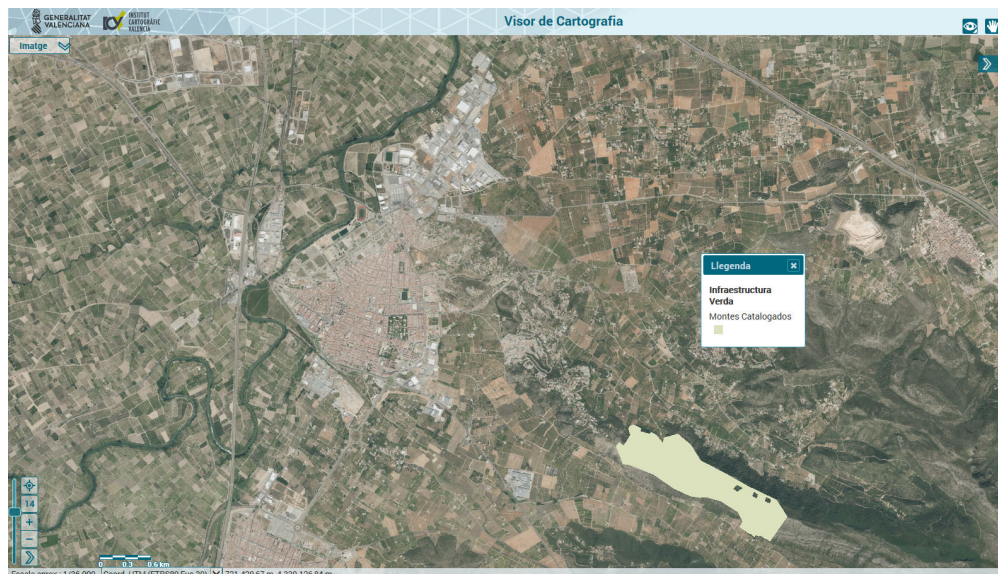 GENERALITAT
VALENCIANA
ICV
INSTITUT
CARTOGRÀFIC
VALENCIÀ
Visor de Cartografia
Imatge
Llegenda
Infraestructura
Verda
Montes Catalogados
14
0 0.3 0.6 km